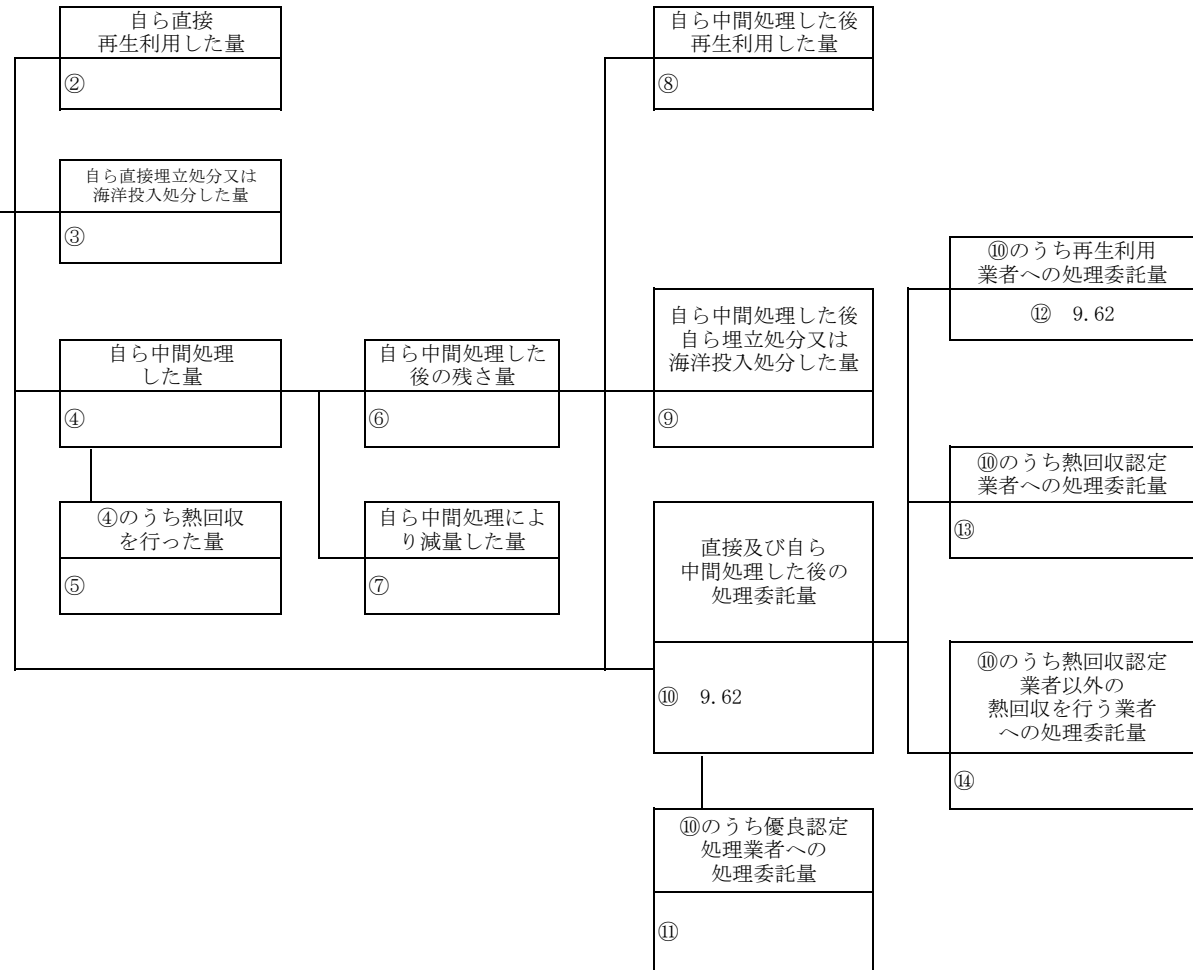 自ら直接
再生利用した量
②
自ら中間処理した後
再生利用した量
⑧
自ら直接埋立処分又は
海洋投入処分した量
③
⑩のうち再生利用
業者への処理委託量
⑫ 9.62
自ら中間処理した後
自ら埋立処分又は
海洋投入処分した量
⑨
自ら中間処理
した量
④
自ら中間処理した
後の残さ量
⑥
⑩のうち熱回収認定
業者への処理委託量
⑬
④のうち熱回収
を行った量
⑤
自ら中間処理によ
り減量した量
⑦
直接及び自ら
中間処理した後の
処理委託量
⑩ 9.62
⑩のうち熱回収認定
業者以外の
熱回収を行う業者
への処理委託量
⑭
⑩のうち優良認定
処理業者への
処理委託量
⑪